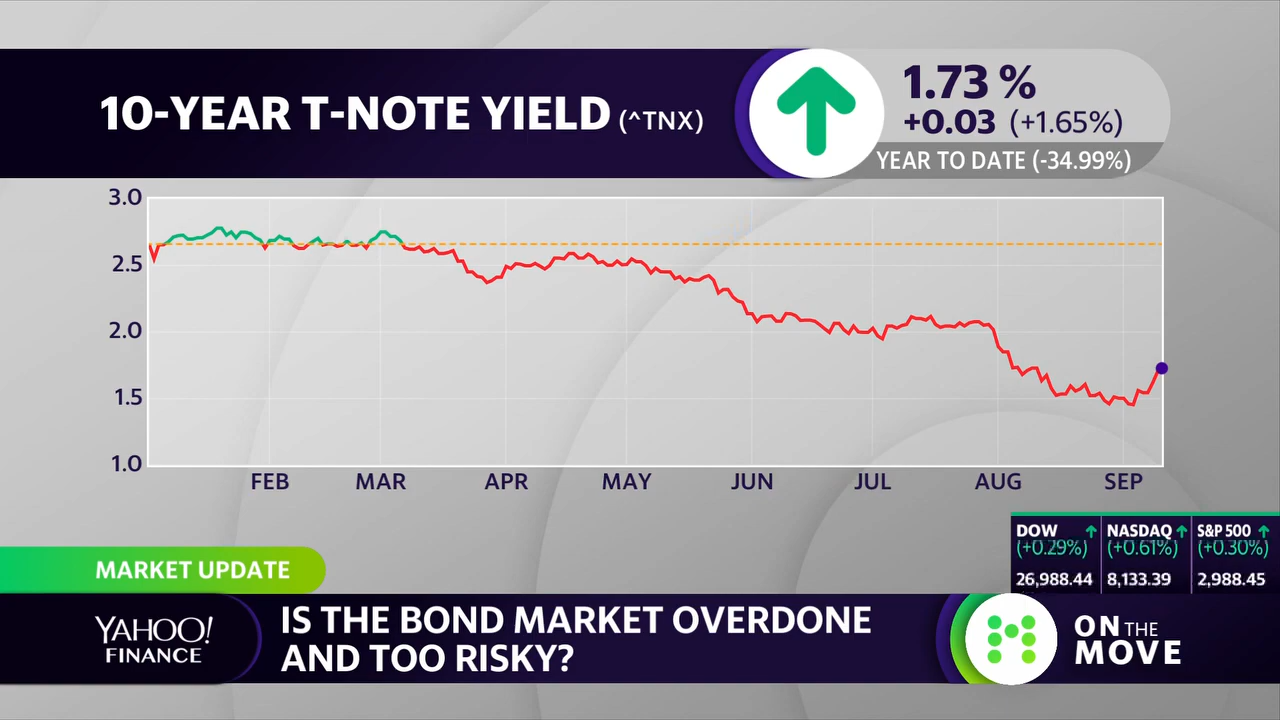 10-YEAR T-NOTE YIELD (^TNX)
1.73 %
+0.03 (+1.65%)
YEAR TO DATE (-34.99%)
3.0
2.5
2.0
1.5
1.0
FEB MAR APR MAY JUN JUL AUG SEP
DOW NASDAQ S&P 500
(+0.29%) (+0.61%) (+0.30%)
26,988.44 8,133.39 2,988.45
MARKET UPDATE
YAHOO!
FINANCE
IS THE BOND MARKET OVERDONE
AND TOO RISKY?
ON THE
MOVE